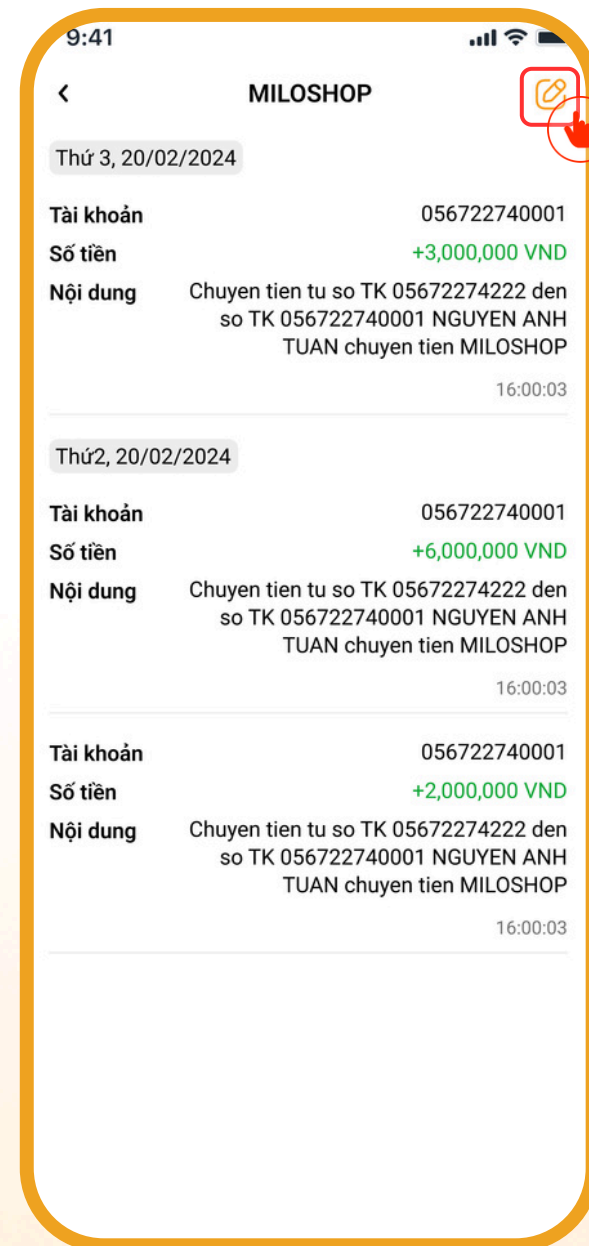 9:41
MILOSHOP
Thứ 3, 20/02/2024
Tài khoản 056722740001
Số tiền +3,000,000 VND
Nội dung Chuyen tien tu so TK 05672274222 den
so TK 056722740001 NGUYEN ANH
TUAN chuyen tien MILOSHOP
16:00:03
Thứ2, 20/02/2024
Tài khoản 056722740001
Số tiền +6,000,000 VND
Nội dung Chuyen tien tu so TK 05672274222 den
so TK 056722740001 NGUYEN ANH
TUAN chuyen tien MILOSHOP
16:00:03
Tài khoản 056722740001
Số tiền +2,000,000 VND
Nội dung Chuyen tien tu so TK 05672274222 den
so TK 056722740001 NGUYEN ANH
TUAN chuyen tien MILOSHOP
16:00:03